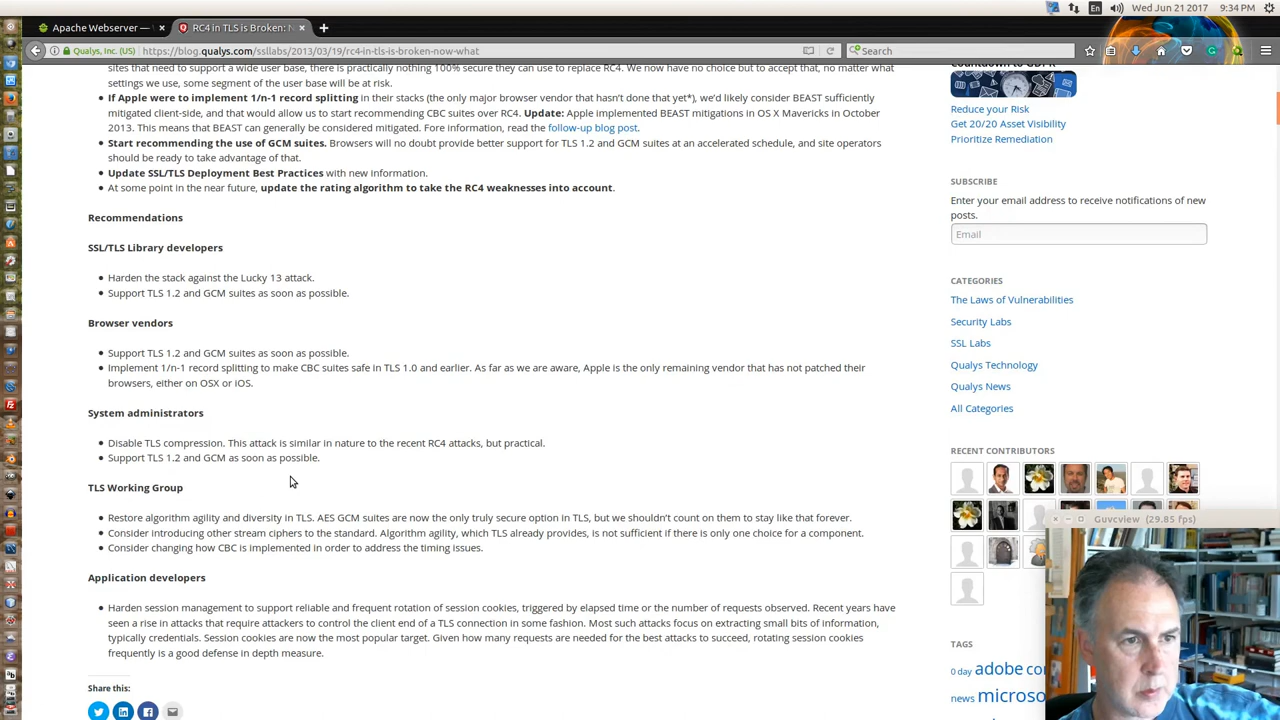 En
Wed Jun 21 2017
9:34 PM
Apache Webserver —
RC4 in TLS is Broken:
Qualys, Inc. (US)
https://blog.qualys.com/ssllabs/2013/03/19/rc4-in-tls-is-broken-now-what
Search
sites that need to support a wide user base, there is practically nothing 100% secure they can use to replace RC4. We now have no choice but to accept that, no matter what
settings we use, some segment of the user base will be at risk.
If Apple were to implement 1/n-1 record splitting in their stacks (the only major browser vendor that hasn't done that yet*), we'd likely consider BEAST sufficiently
mitigated client-side, and that would allow us to start recommending CBC suites over RC4. Update: Apple implemented BEAST mitigations in OS X Mavericks in October
2013. This means that BEAST can generally be considered mitigated. Fore information, read the follow-up blog post.
Start recommending the use of GCM suites. Browsers will no doubt provide better support for TLS 1.2 and GCM suites at an accelerated schedule, and site operators
should be ready to take advantage of that.
Update SSL/TLS Deployment Best Practices with new information.
At some point in the near future, update the rating algorithm to take the RC4 weaknesses into account.
Recommendations
SSL/TLS Library developers
Harden the stack against the Lucky 13 attack.
Support TLS 1.2 and GCM suites as soon as possible.
Browser vendors
Support TLS 1.2 and GCM suites as soon as possible.
Implement 1/n-1 record splitting to make CBC suites safe in TLS 1.0 and earlier. As far as we are aware, Apple is the only remaining vendor that has not patched their
browsers, either on OSX or iOS.
System administrators
Disable TLS compression. This attack is similar in nature to the recent RC4 attacks, but practical.
Support TLS 1.2 and GCM as soon as possible.
TLS Working Group
Restore algorithm agility and diversity in TLS. AES GCM suites are now the only truly secure option in TLS, but we shouldn't count on them to stay like that forever.
Consider introducing other stream ciphers to the standard. Algorithm agility, which TLS already provides, is not sufficient if there is only one choice for a component.
Consider changing how CBC is implemented in order to address the timing issues.
Application developers
Harden session management to support reliable and frequent rotation of session cookies, triggered by elapsed time or the number of requests observed. Recent years have
seen a rise in attacks that require attackers to control the client end of a TLS connection in some fashion. Most such attacks focus on extracting small bits of information,
typically credentials. Session cookies are now the most popular target. Given how many requests are needed for the best attacks to succeed, rotating session cookies
frequently is a good defense in depth measure.
Share this:
Countdown to GDPR
Reduce your Risk
Get 20/20 Asset Visibility
Prioritize Remediation
SUBSCRIBE
Enter your email address to receive notifications of new
posts.
Email
CATEGORIES
The Laws of Vulnerabilities
Security Labs
SSL Labs
Qualys Technology
Qualys News
All Categories
RECENT CONTRIBUTORS
Guvcview (29.85 fps)
TAGS
0 day adobe
news